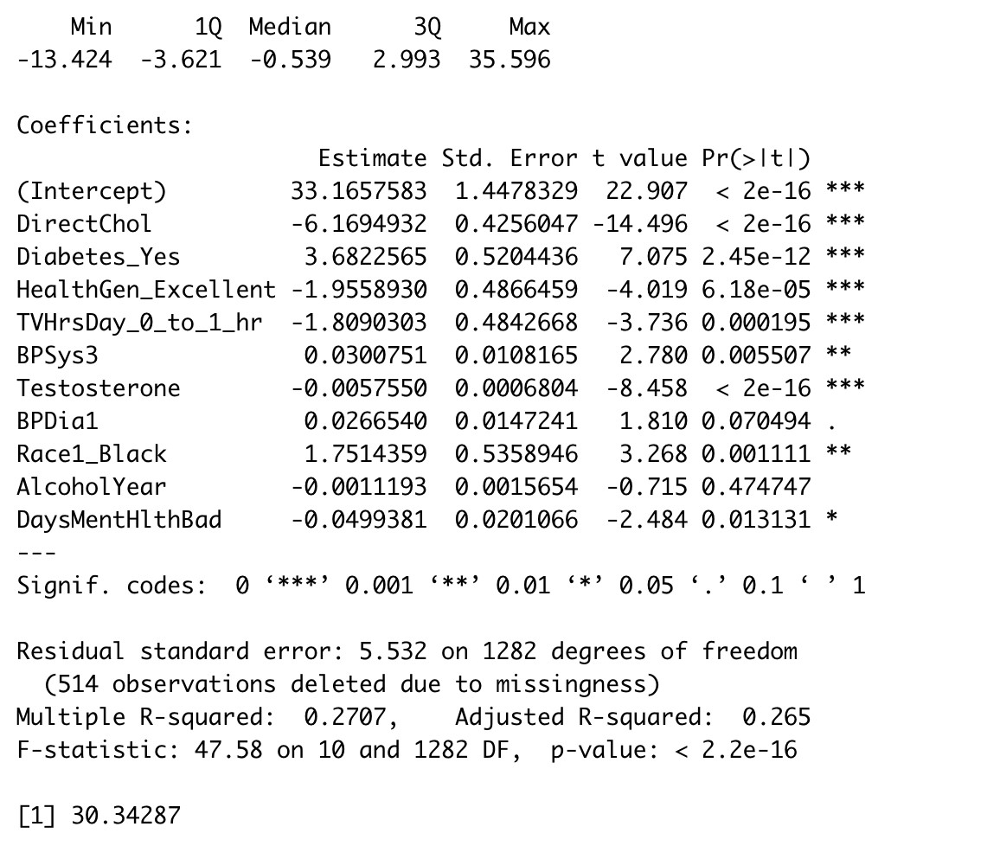 Min      1Q  Median      3Q     Max
-13.424  -3.621  -0.539   2.993  35.596

Coefficients:
                      Estimate Std. Error t value Pr(>|t|)
(Intercept)         33.1657583  1.4478329  22.907  < 2e-16 ***
DirectChol          -6.1694932  0.4256047 -14.496  < 2e-16 ***
Diabetes_Yes         3.6822565  0.5204436   7.075 2.45e-12 ***
HealthGen_Excellent -1.9558930  0.4866459  -4.019 6.18e-05 ***
TVHrsDay_0_to_1_hr  -1.8090303  0.4842668  -3.736 0.000195 ***
BPSys3               0.0300751  0.0108165   2.780 0.005507 **
Testosterone        -0.0057550  0.0006804  -8.458  < 2e-16 ***
BPDia1               0.0266540  0.0147241   1.810 0.070494 .
Race1_Black          1.7514359  0.5358946   3.268 0.001111 **
AlcoholYear         -0.0011193  0.0015654  -0.715 0.474747
DaysMentHlthBad     -0.0499381  0.0201066  -2.484 0.013131 *
---
Signif. codes:  0 ‘***’ 0.001 ‘**’ 0.01 ‘*’ 0.05 ‘.’ 0.1 ‘ ’ 1

Residual standard error: 5.532 on 1282 degrees of freedom
  (514 observations deleted due to missingness)
Multiple R-squared:  0.2707,    Adjusted R-squared:  0.265
F-statistic: 47.58 on 10 and 1282 DF,  p-value: < 2.2e-16

[1] 30.34287